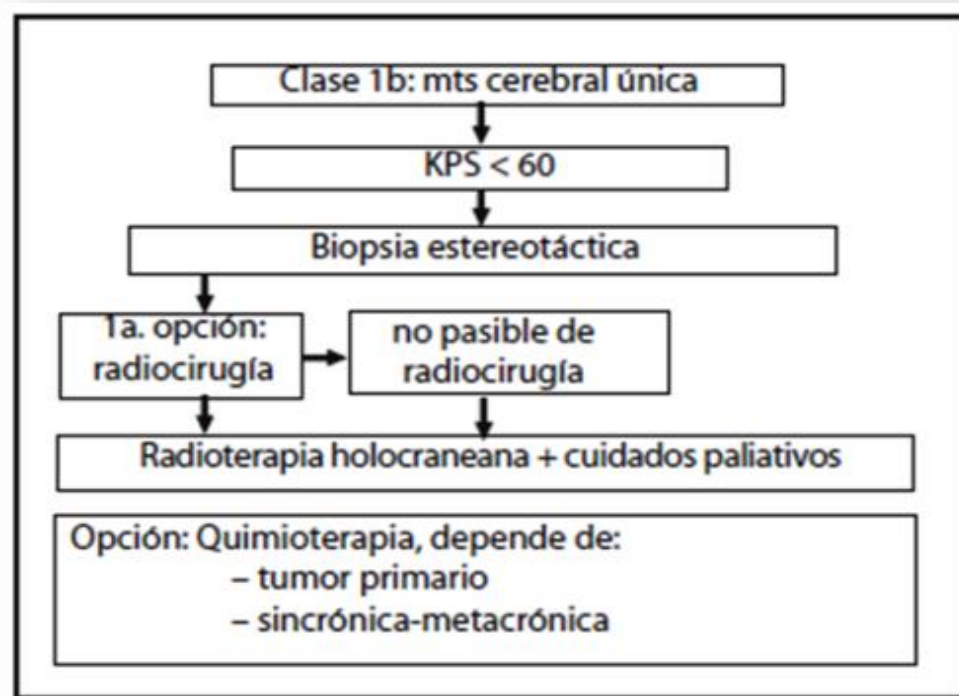 Clase 1b: mts cerebral única
KPS < 60
Biopsia estereotáctica
1a. opción:
radiocirugía
no pasible de
radiocirugía
Radioterapia holocraneana + cuidados paliativos
Opción: Quimioterapia, depende de:
– tumor primario
– sincrónica-metacrónica